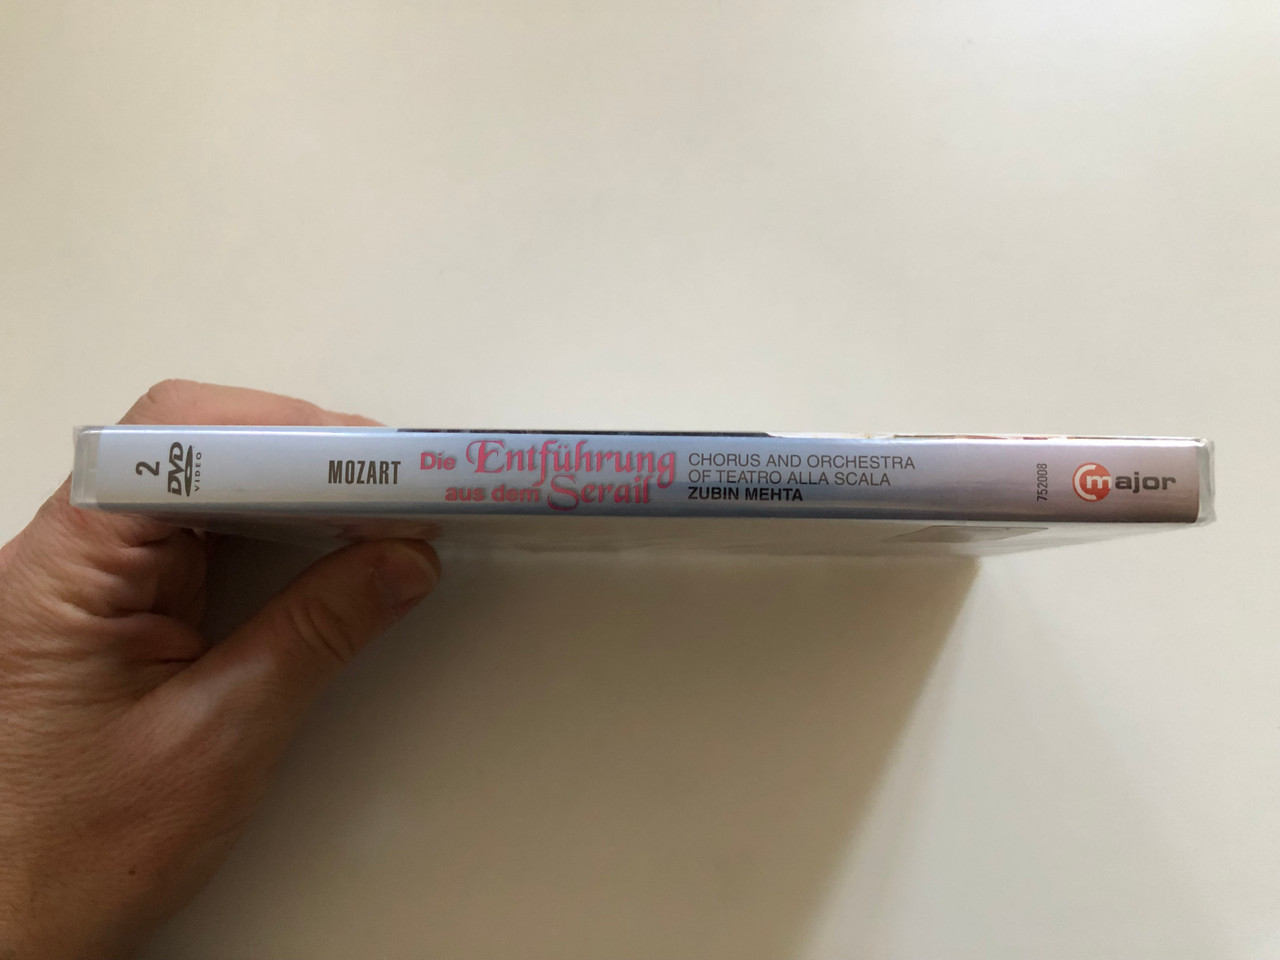 2
DVD
VIDEO
MOZART
Die Entführung
aus dem Serail
CHORUS AND ORCHESTRA
OF TEATRO ALLA SCALA
ZUBIN MEHTA
752008
C major